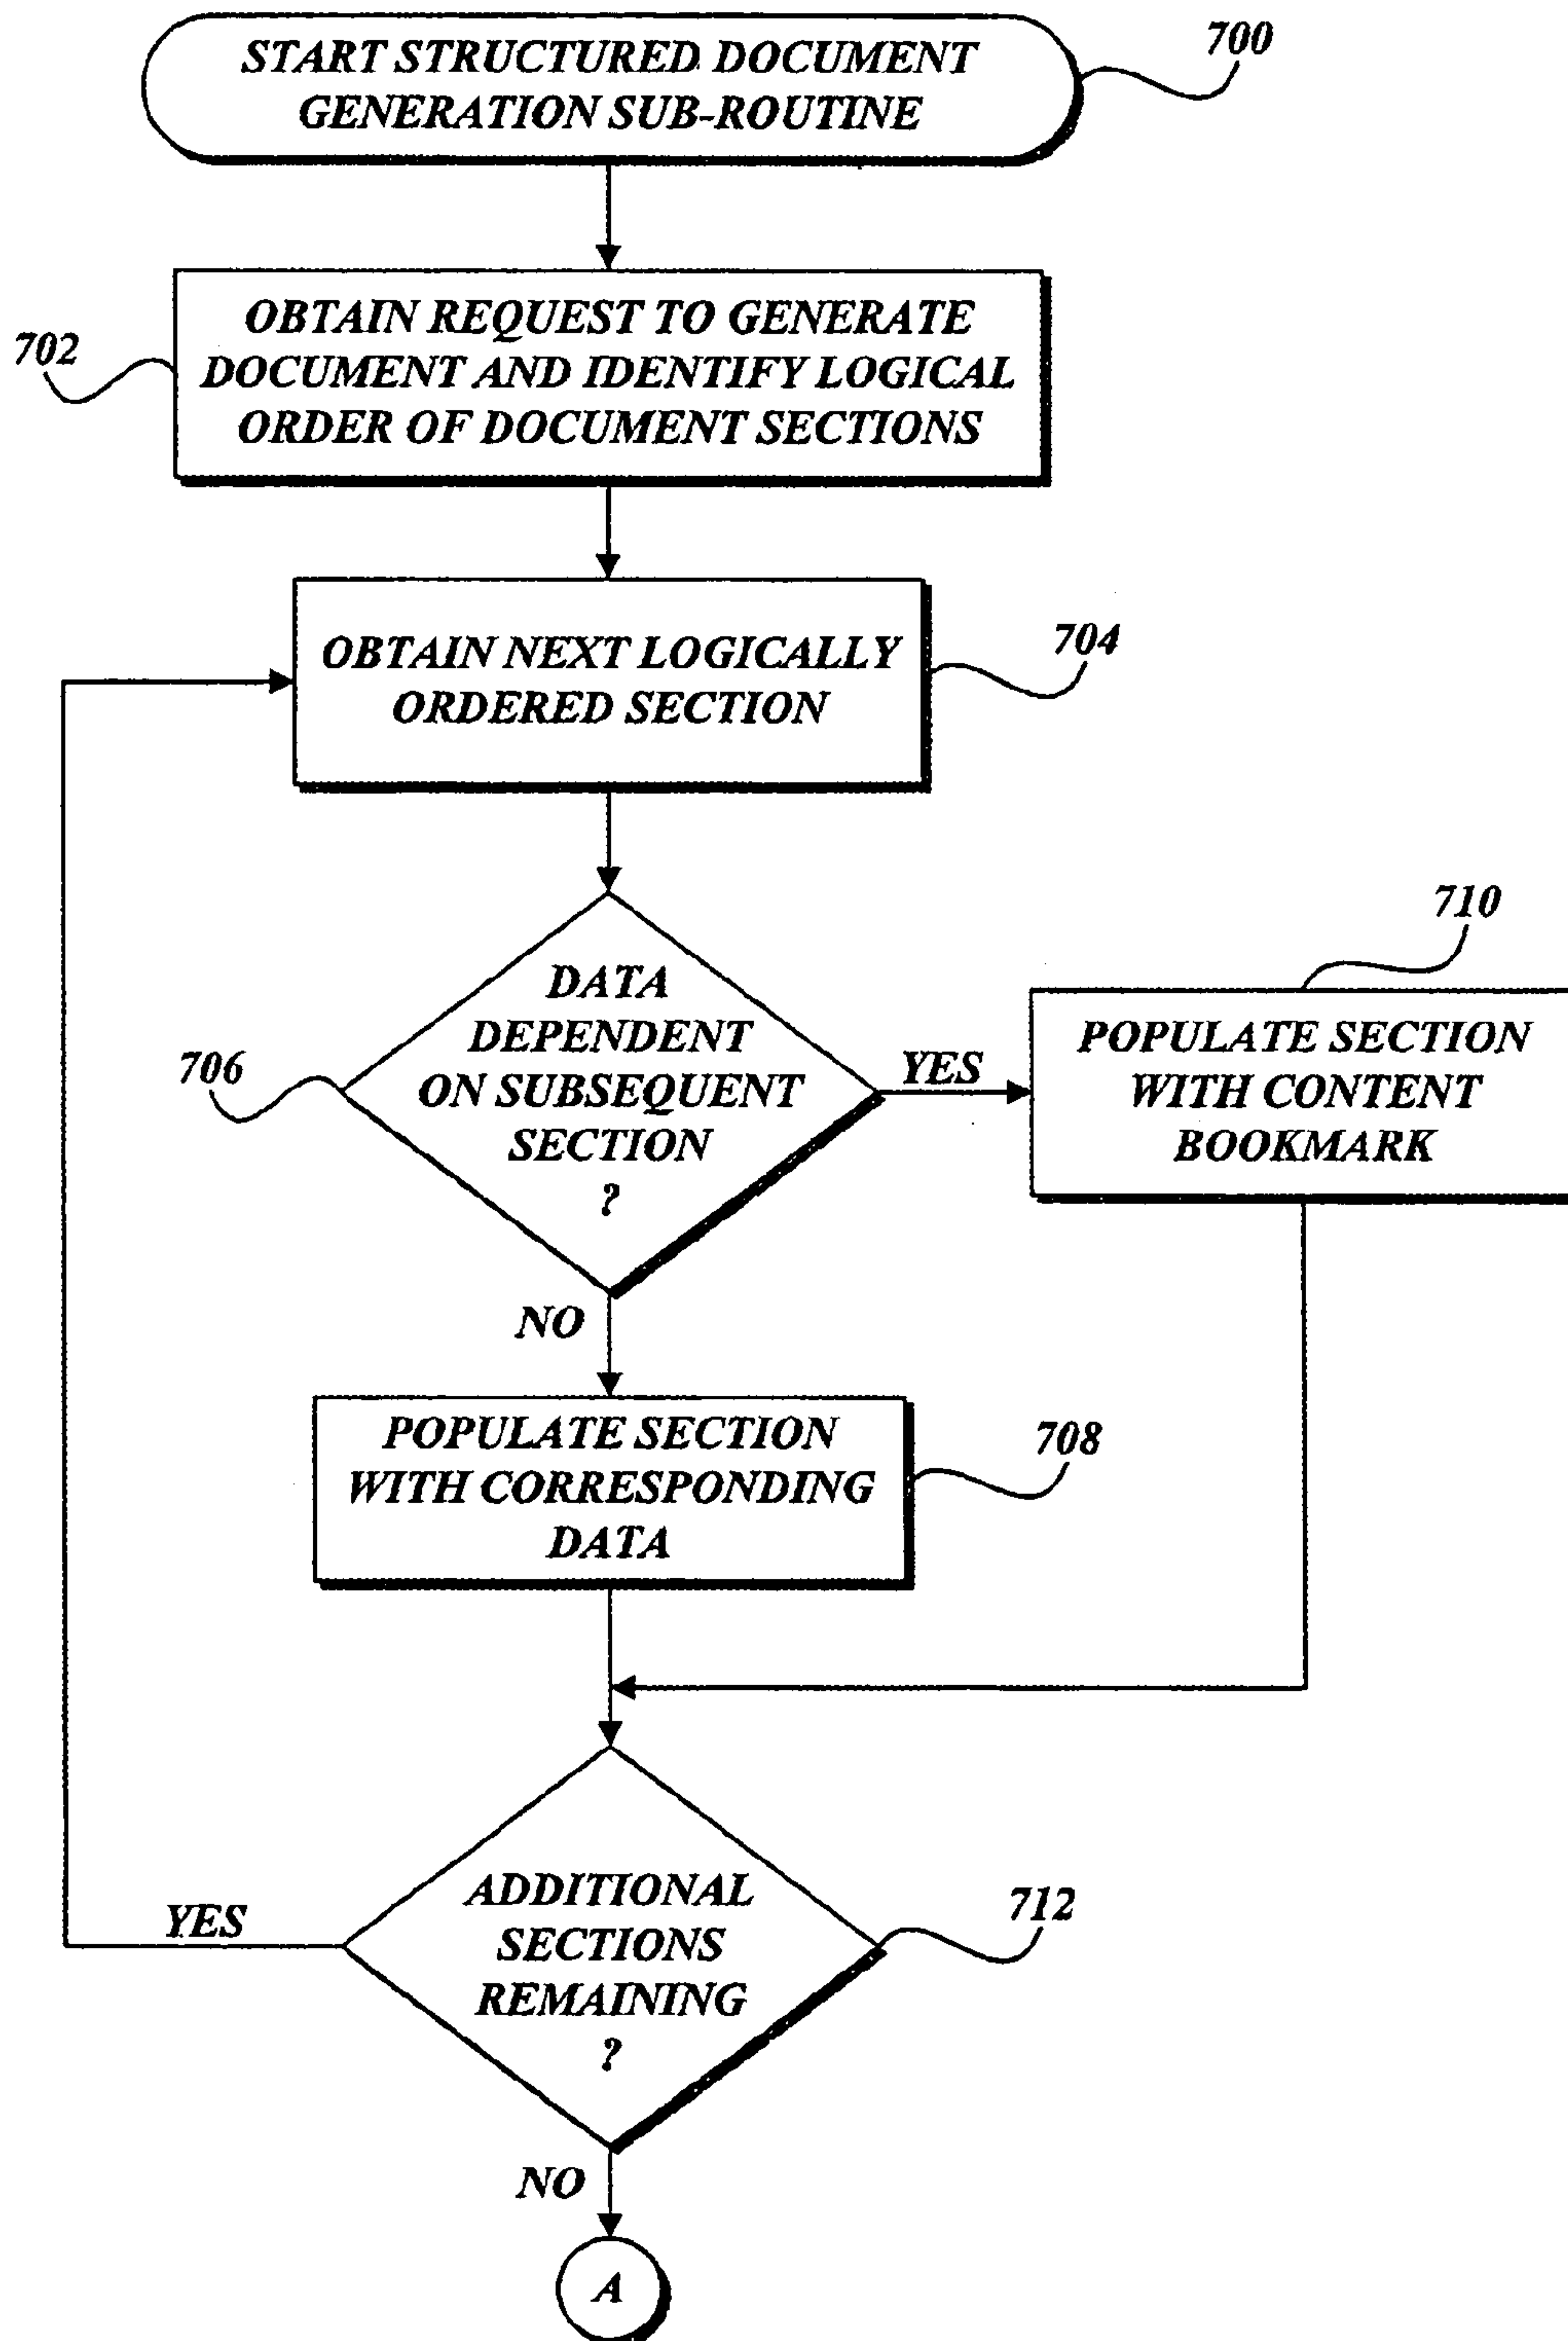 START STRUCTURED DOCUMENT
GENERATION SUB-ROUTINE
700
OBTAIN REQUEST TO GENERATE
DOCUMENT AND IDENTIFY LOGICAL
ORDER OF DOCUMENT SECTIONS
702
OBTAIN NEXT LOGICALLY
ORDERED SECTION
704
DATA
DEPENDENT
ON SUBSEQUENT
SECTION
?
706
YES
710
POPULATE SECTION
WITH CONTENT
BOOKMARK
NO
POPULATE SECTION
WITH CORRESPONDING
DATA
708
ADDITIONAL
SECTIONS
REMAINING
?
712
YES
NO
A